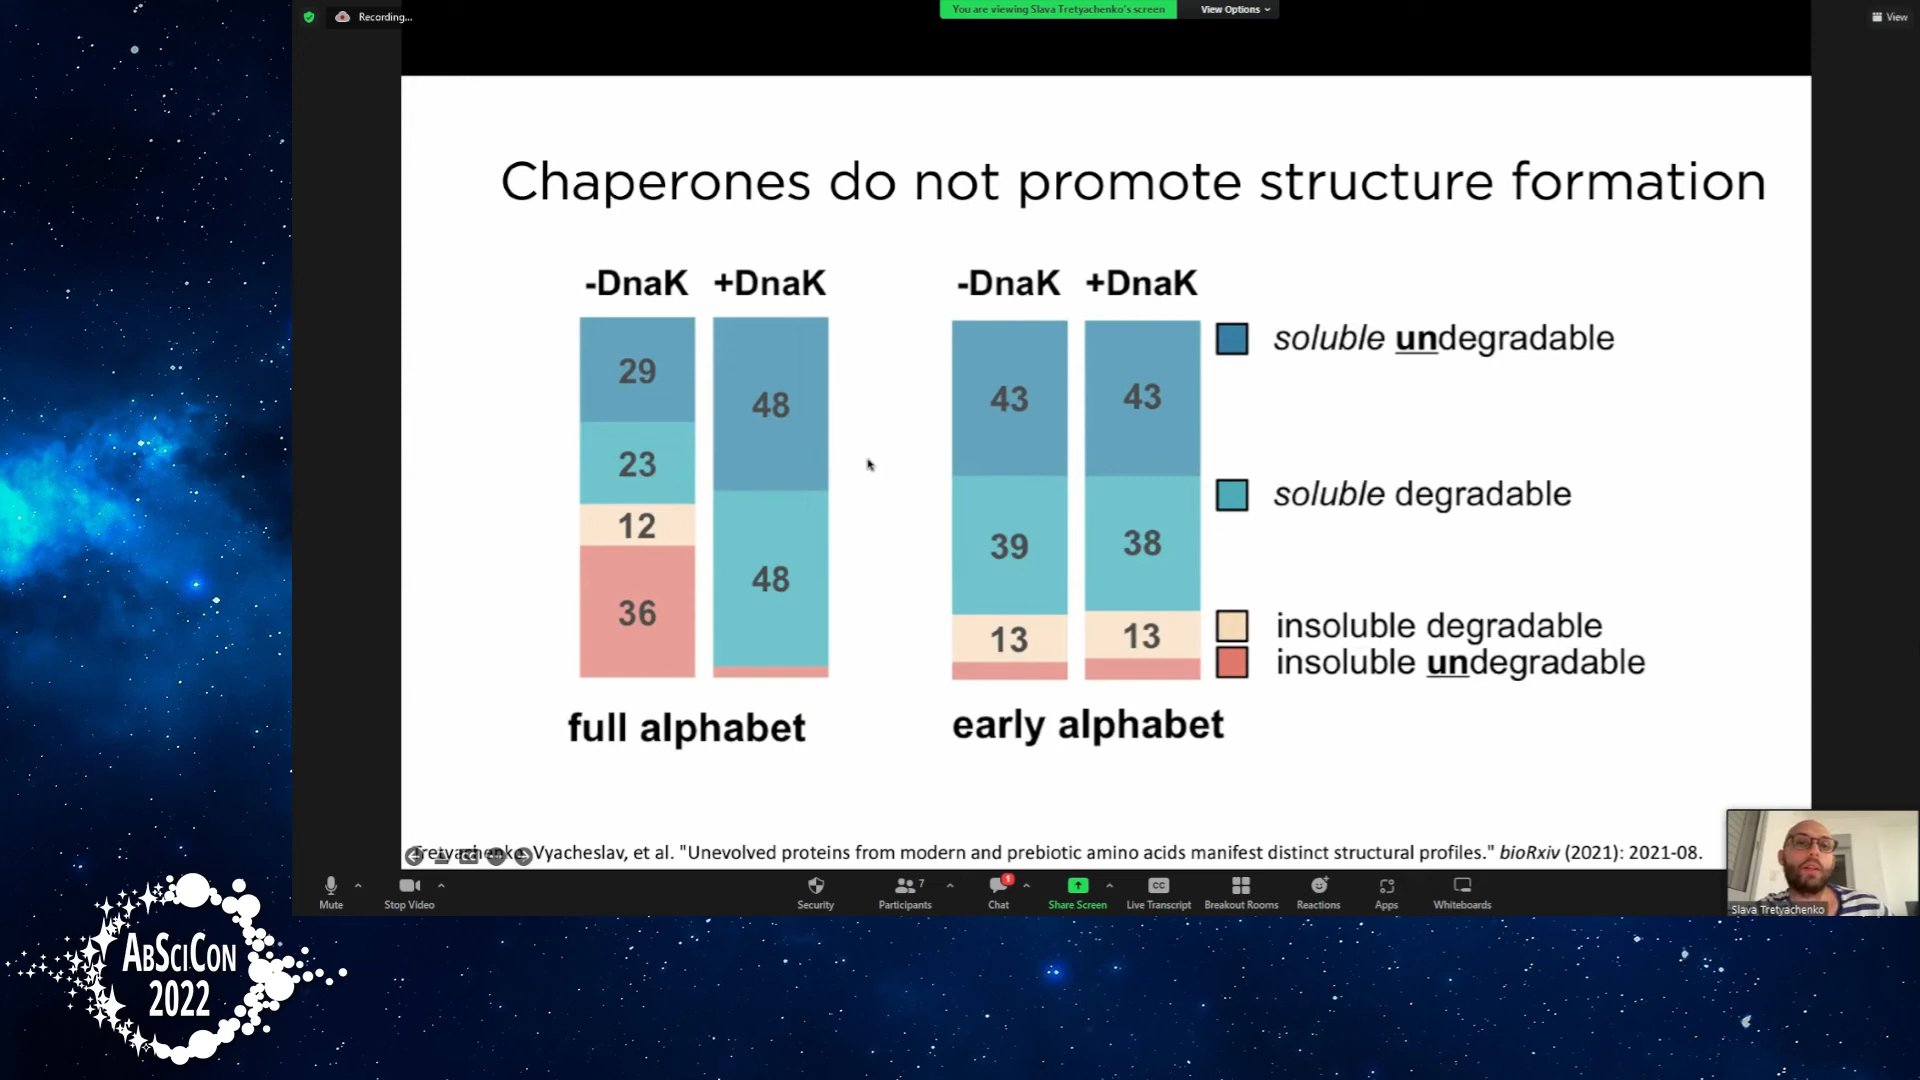 Recording...
You are viewing Slava Tretyachenko's screen
View Options
View
Chaperones do not promote structure formation
-DnaK +DnaK
-DnaK +DnaK
29
23
12
36
48
48
43
39
13
43
38
13
soluble undegradable
soluble degradable
insoluble degradable
insoluble undegradable
full alphabet
early alphabet
Tretyachenko, Vyacheslav, et al. "Unevolved proteins from modern and prebiotic amino acids manifest distinct structural profiles." bioRxiv (2021): 2021-08.
Slava Tretyachenko
Mute
Stop Video
Security
Participants 7
Chat 1
Share Screen
CC
Live Transcript
Breakout Rooms
Reactions
Apps
Whiteboards
ABSCICON
2022